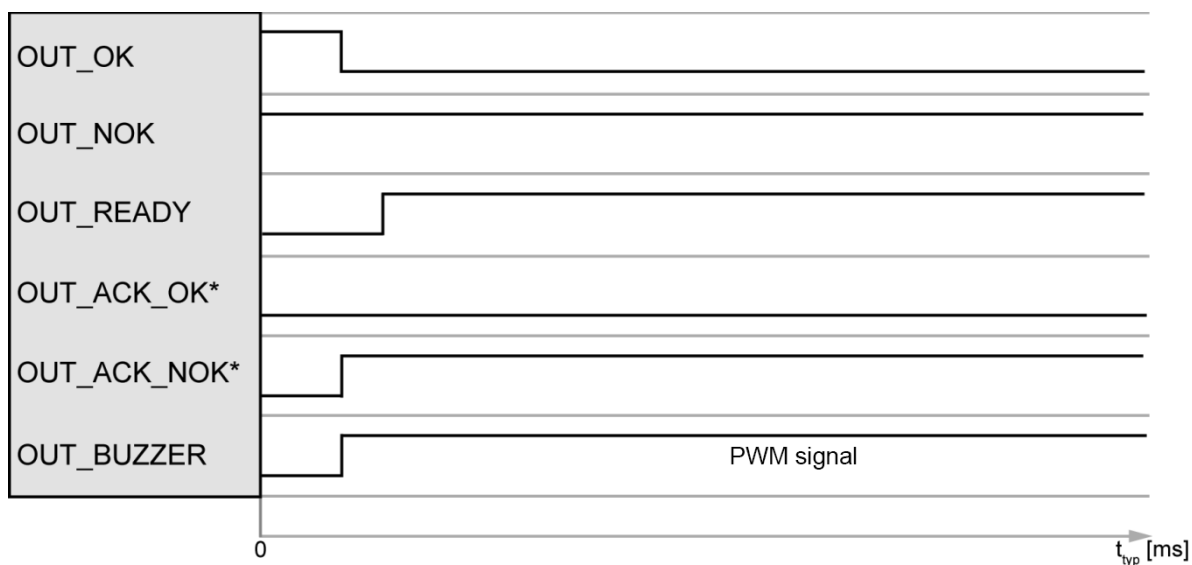 OUT_OK
OUT_NOK
OUT_READY
OUT_ACK_OK*
OUT_ACK_NOK*
OUT_BUZZER
PWM signal
0
t_typ [ms]